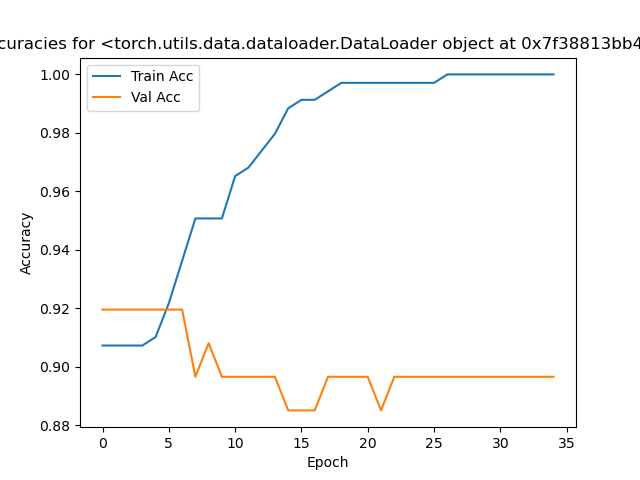 curacies for <torch.utils.data.dataloader.DataLoader object at 0x7f38813bb4
Train Acc
Val Acc
1.00
0.98
0.96
0.94
0.92
0.90
0.88
Accuracy
0 5 10 15 20 25 30 35
Epoch